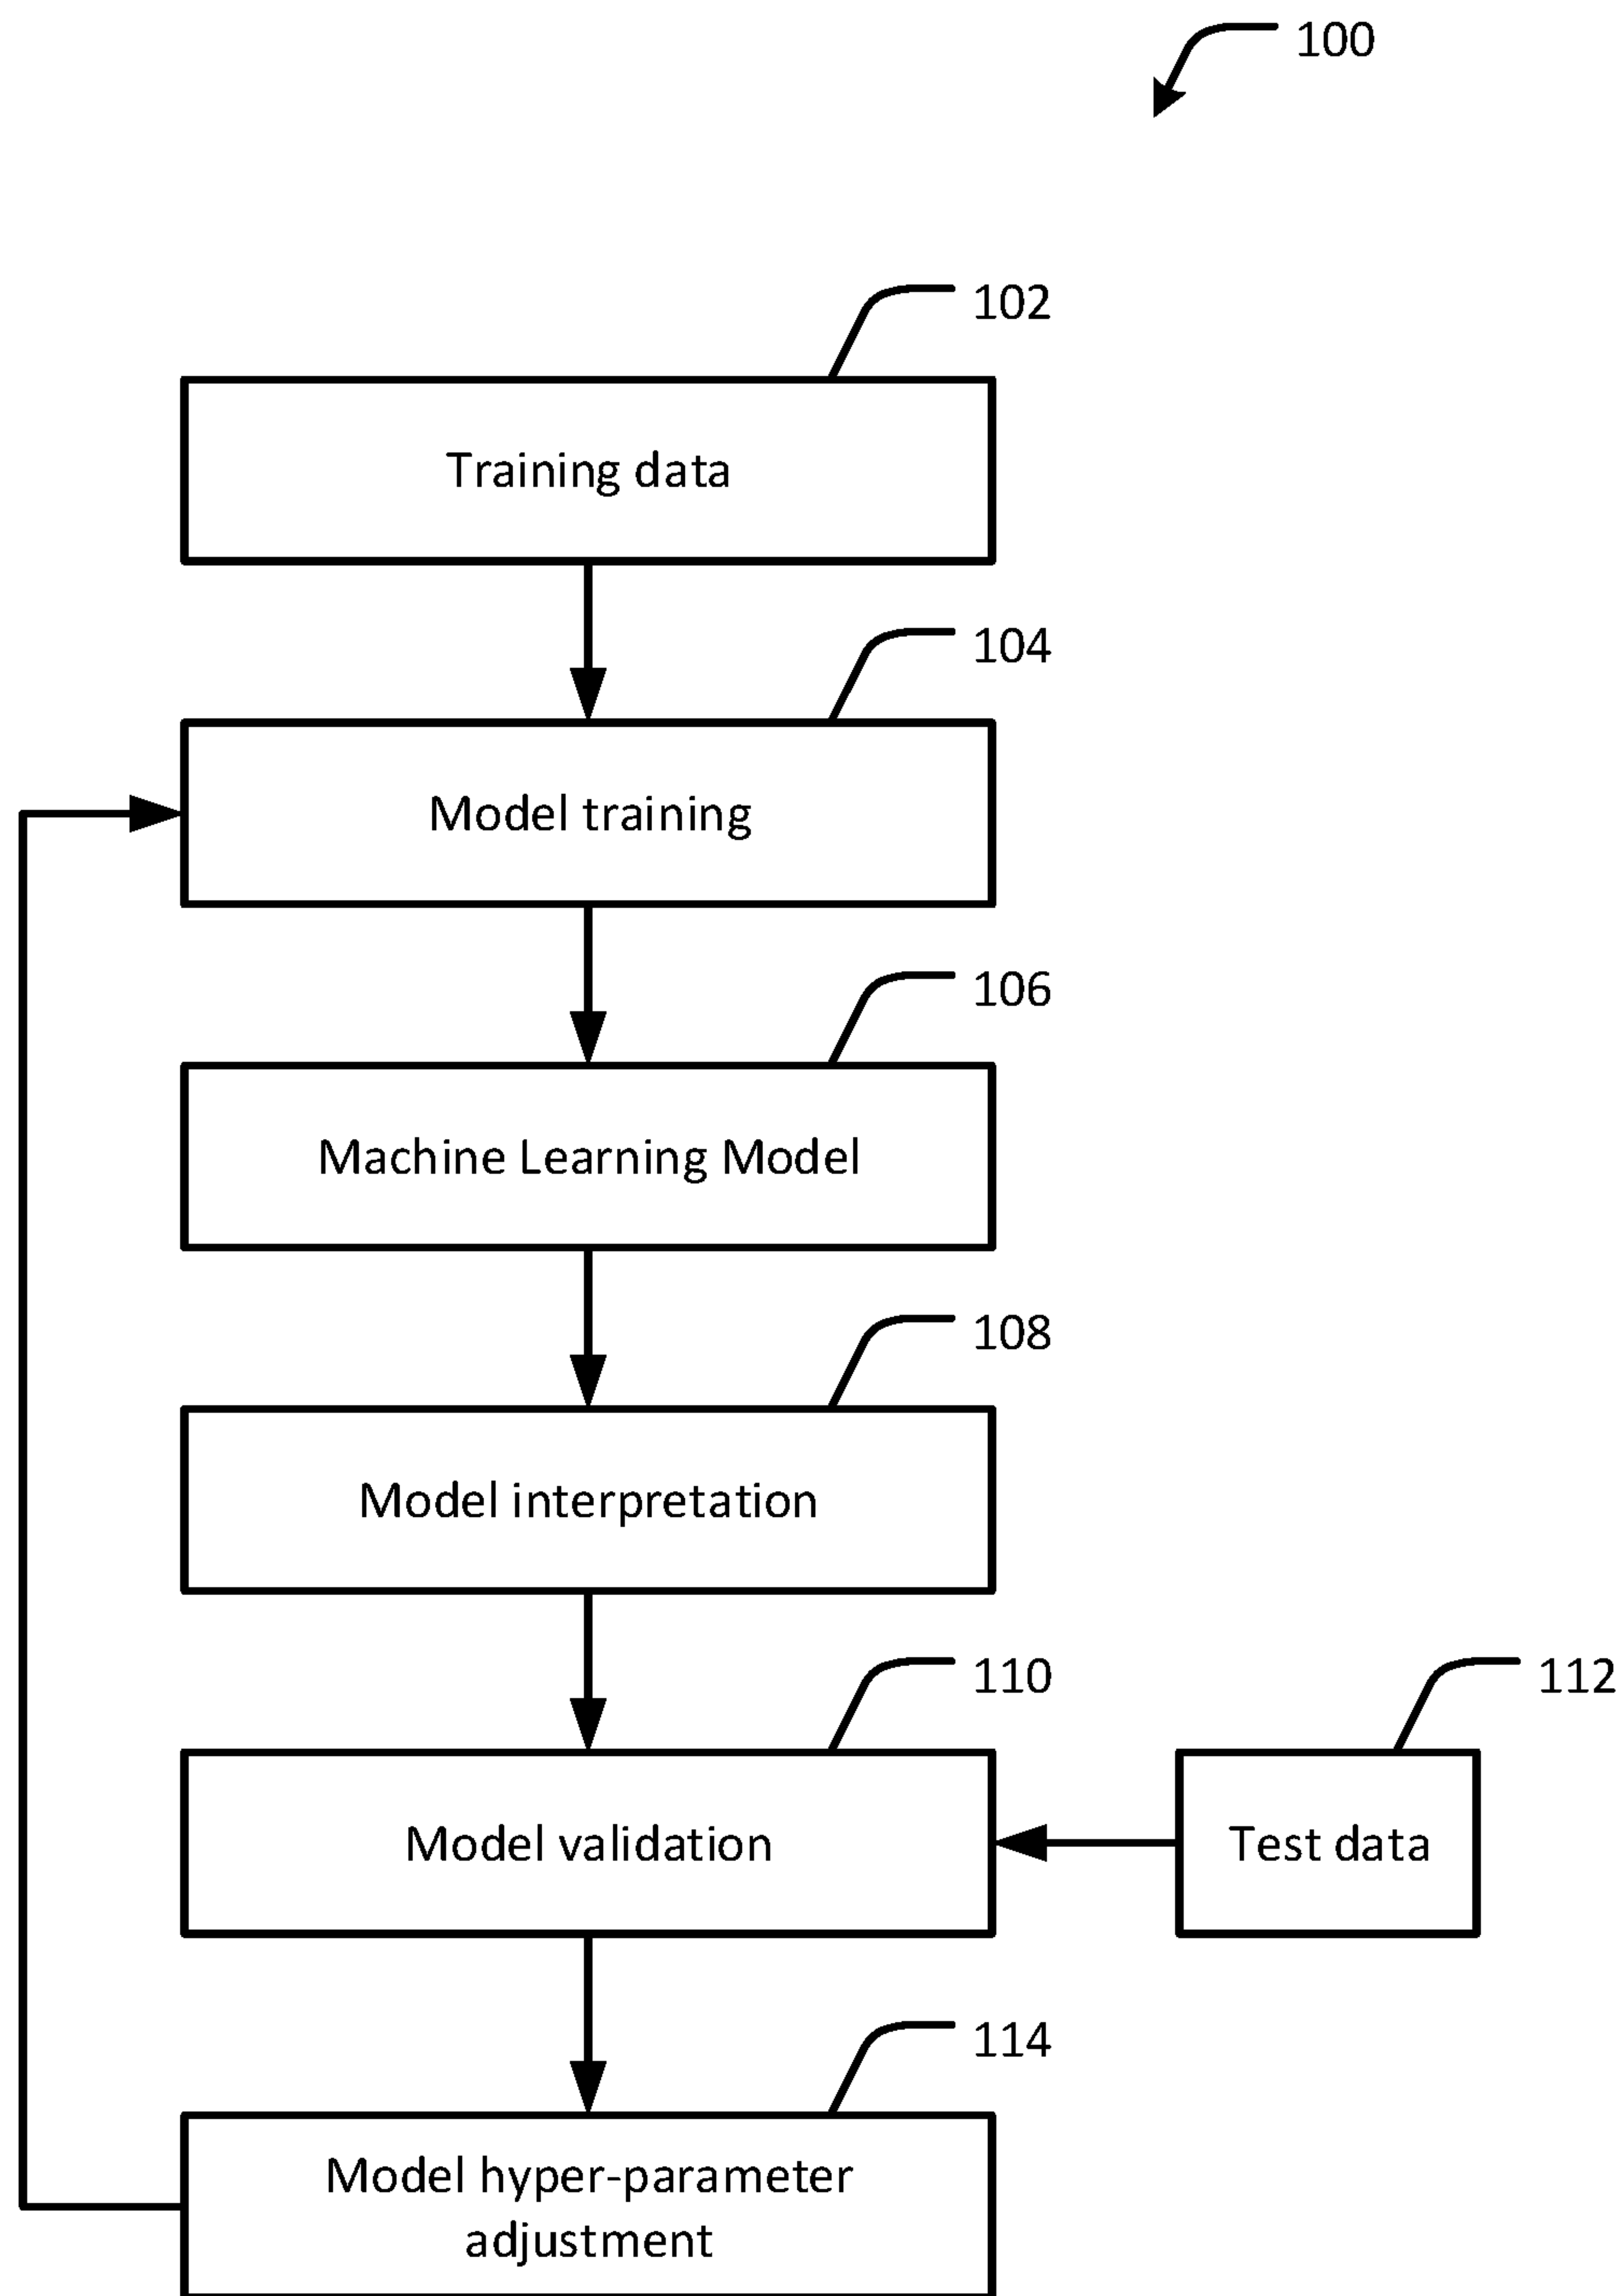 100
102
Training data
104
Model training
106
Machine Learning Model
108
Model interpretation
110
112
Model validation
Test data
114
Model hyper-parameter
adjustment